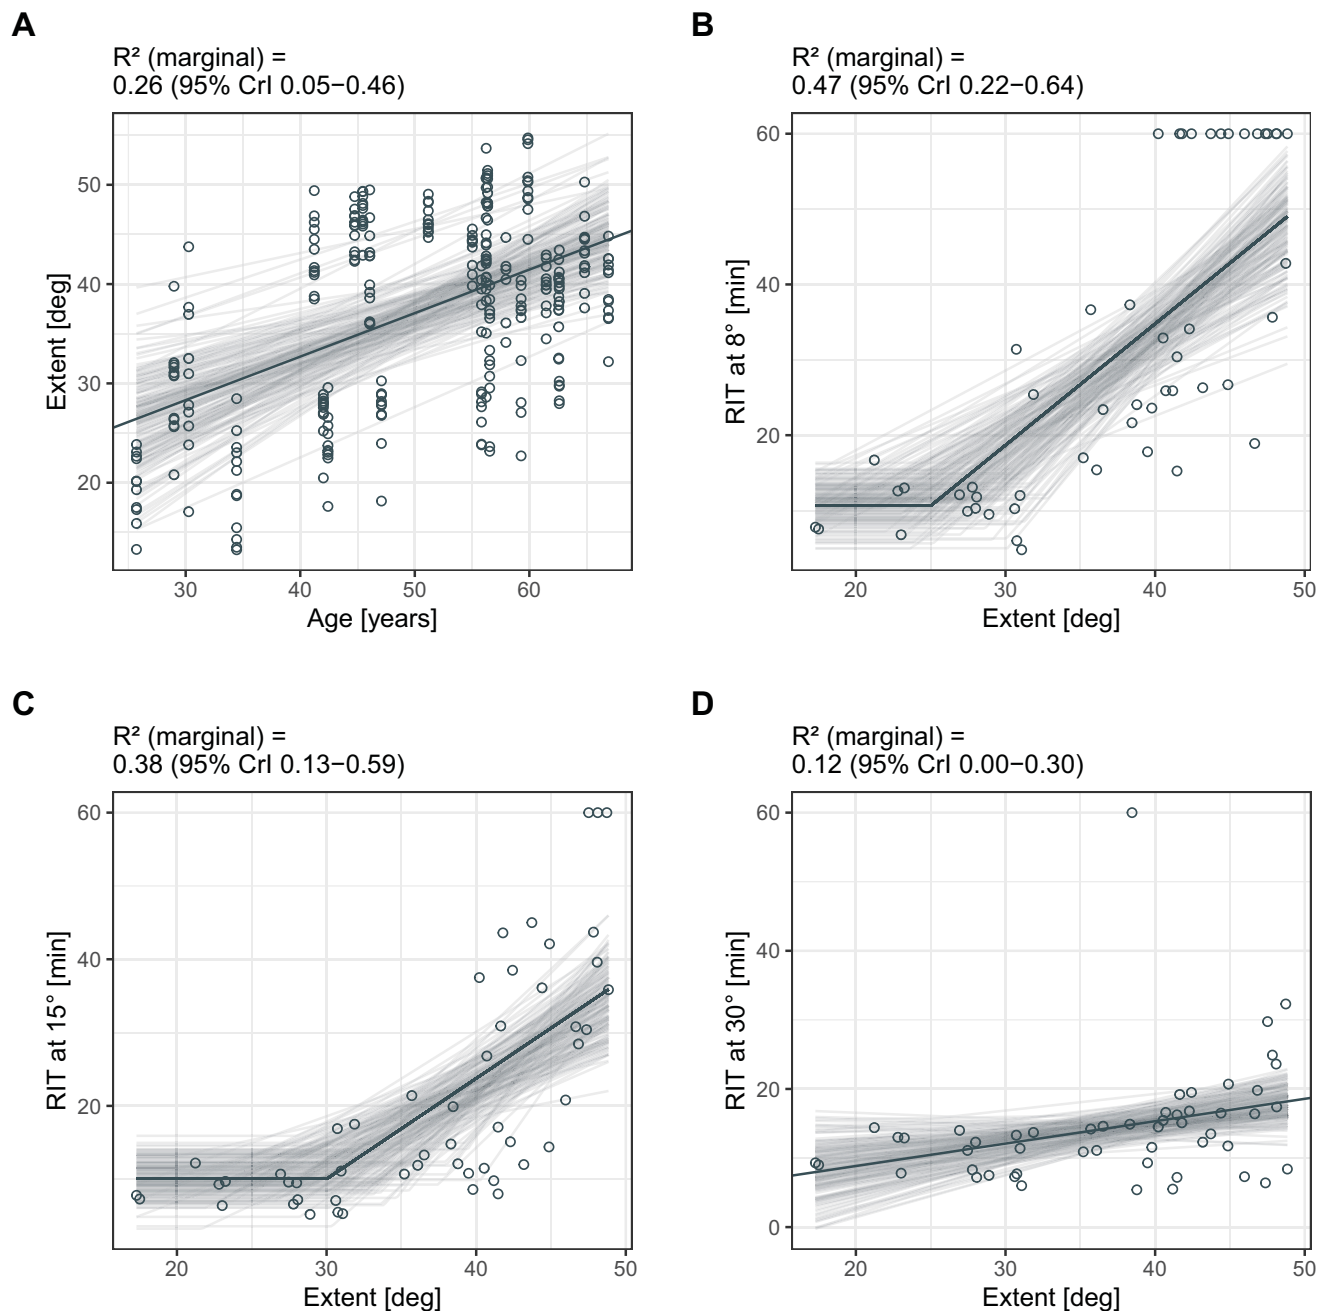 A
R² (marginal) =
0.26 (95% CrI 0.05−0.46)
50
40
30
20
Extent [deg]
30
40
50
60
Age [years]
B
R² (marginal) =
0.47 (95% CrI 0.22−0.64)
60
40
20
RIT at 8° [min]
20
30
40
50
Extent [deg]
C
R² (marginal) =
0.38 (95% CrI 0.13−0.59)
60
40
20
RIT at 15° [min]
20
30
40
50
Extent [deg]
D
R² (marginal) =
0.12 (95% CrI 0.00−0.30)
60
40
20
0
RIT at 30° [min]
20
30
40
50
Extent [deg]